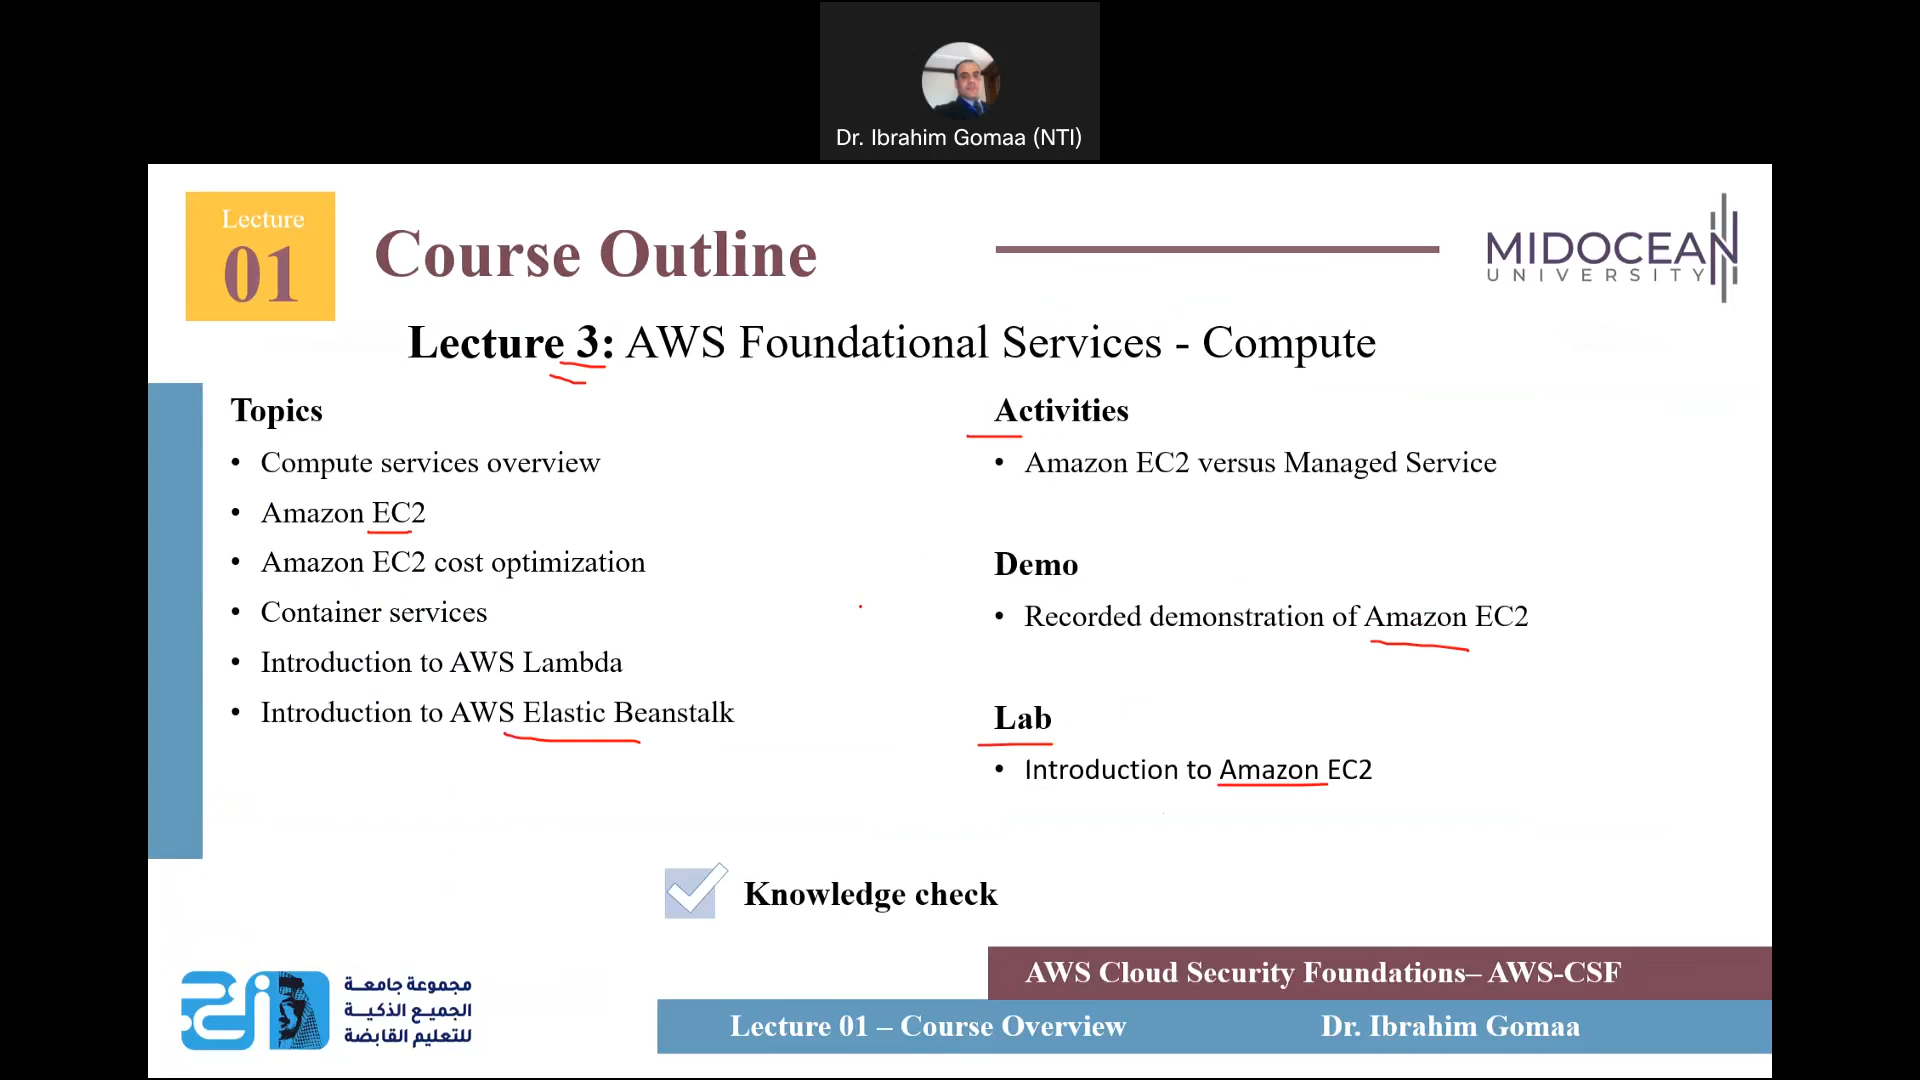 Dr. Ibrahim Gomaa (NTI)
Lecture
01
Course Outline
MIDOCEAN
UNIVERSITY
Lecture 3: AWS Foundational Services - Compute
Topics
• Compute services overview
• Amazon EC2
• Amazon EC2 cost optimization
• Container services
• Introduction to AWS Lambda
• Introduction to AWS Elastic Beanstalk
Activities
• Amazon EC2 versus Managed Service
Demo
• Recorded demonstration of Amazon EC2
Lab
• Introduction to Amazon EC2
Knowledge check
مجموعة جامعة
الجميع الذكية
للتعليم القابضة
AWS Cloud Security Foundations– AWS-CSF
Lecture 01 – Course Overview
Dr. Ibrahim Gomaa